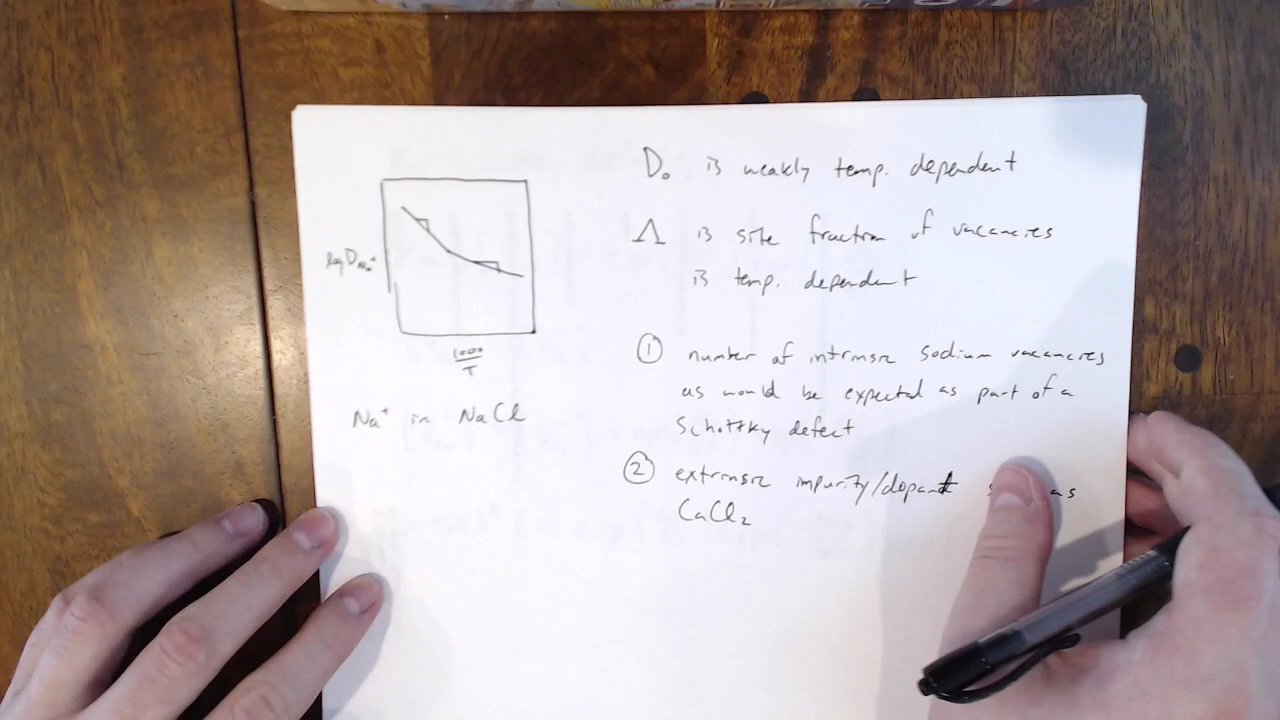 log D Na+
1000
T
Na+ in NaCl
D₀ is weakly temp. dependent
Λ is site fraction of vacancies
is temp. dependent
① number of intrinsic sodium vacancies
as would be expected as part of a
Schottky defect
② extrinsic impurity/dopant as
CaCl₂